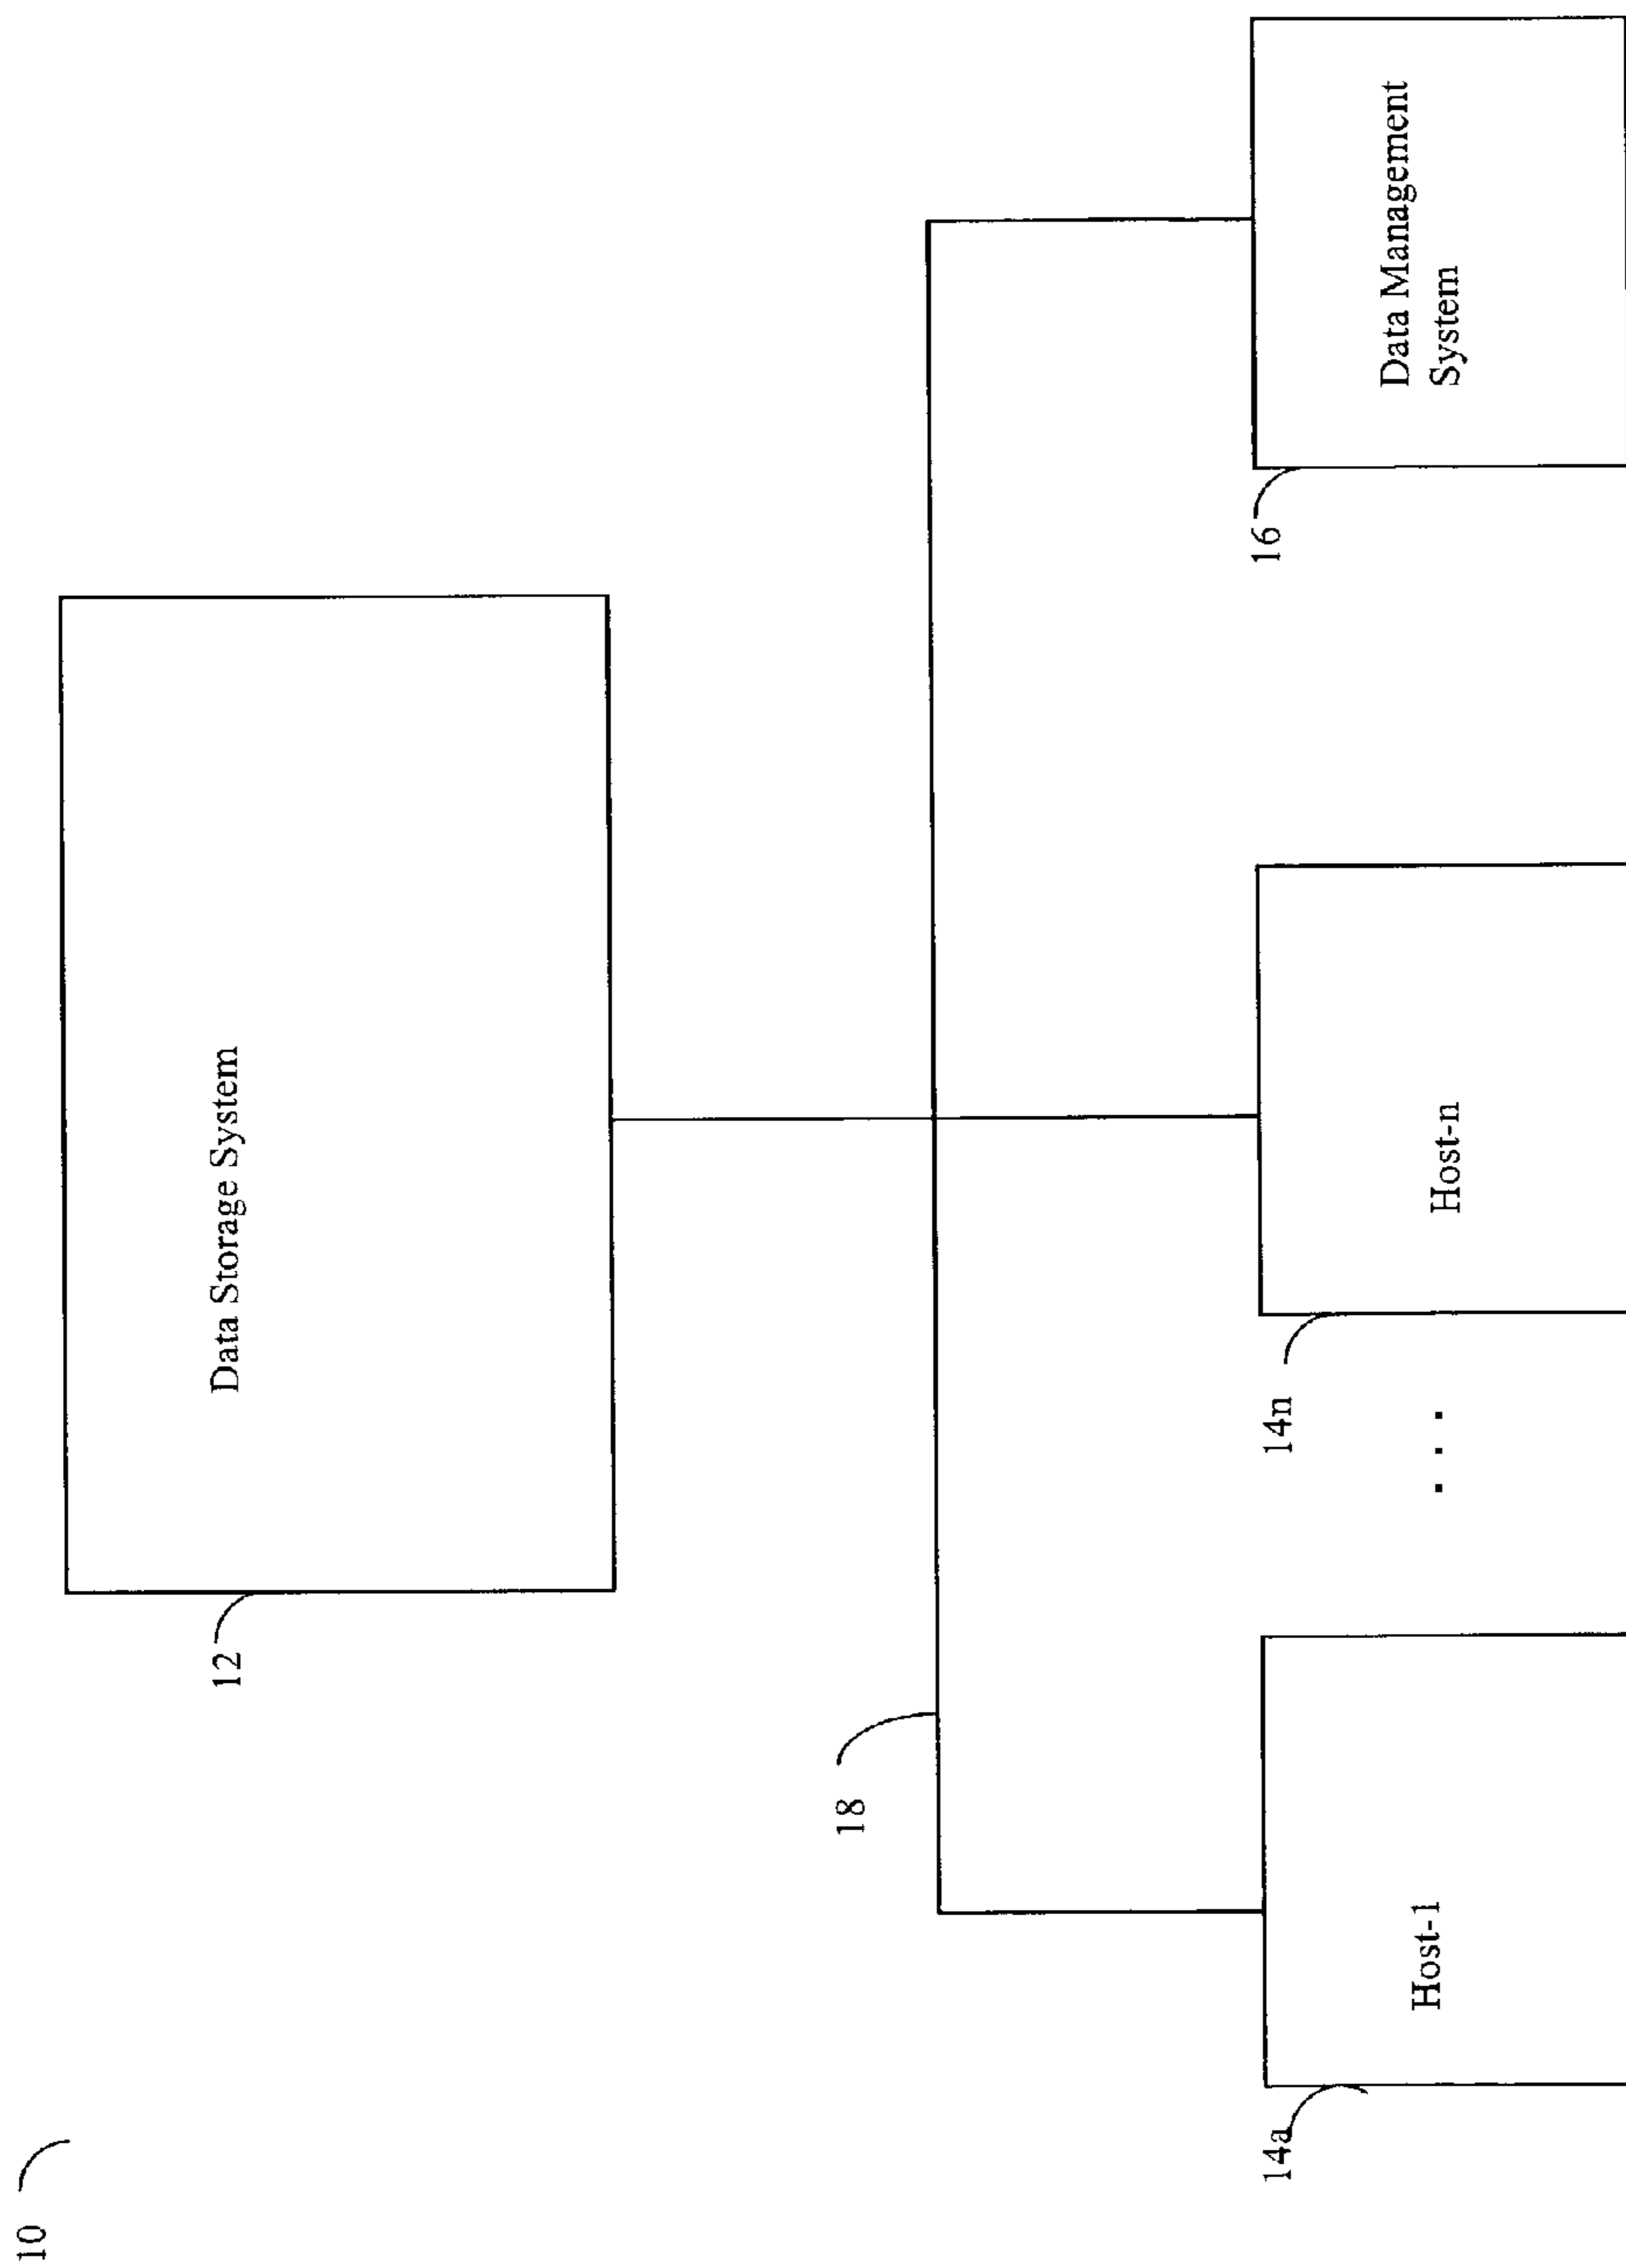 10
12
Data Storage System
18
14a
Host-1
. . .
14n
Host-n
16
Data Management
System